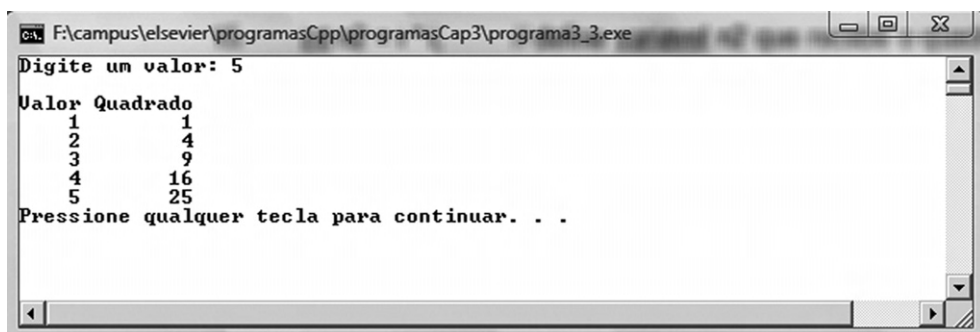 F:\campus\elsevier\programasCpp\programasCap3\programa3_3.exe
Digite um valor: 5
Valor Quadrado
1 1
2 4
3 9
4 16
5 25
Pressione qualquer tecla para continuar. . .